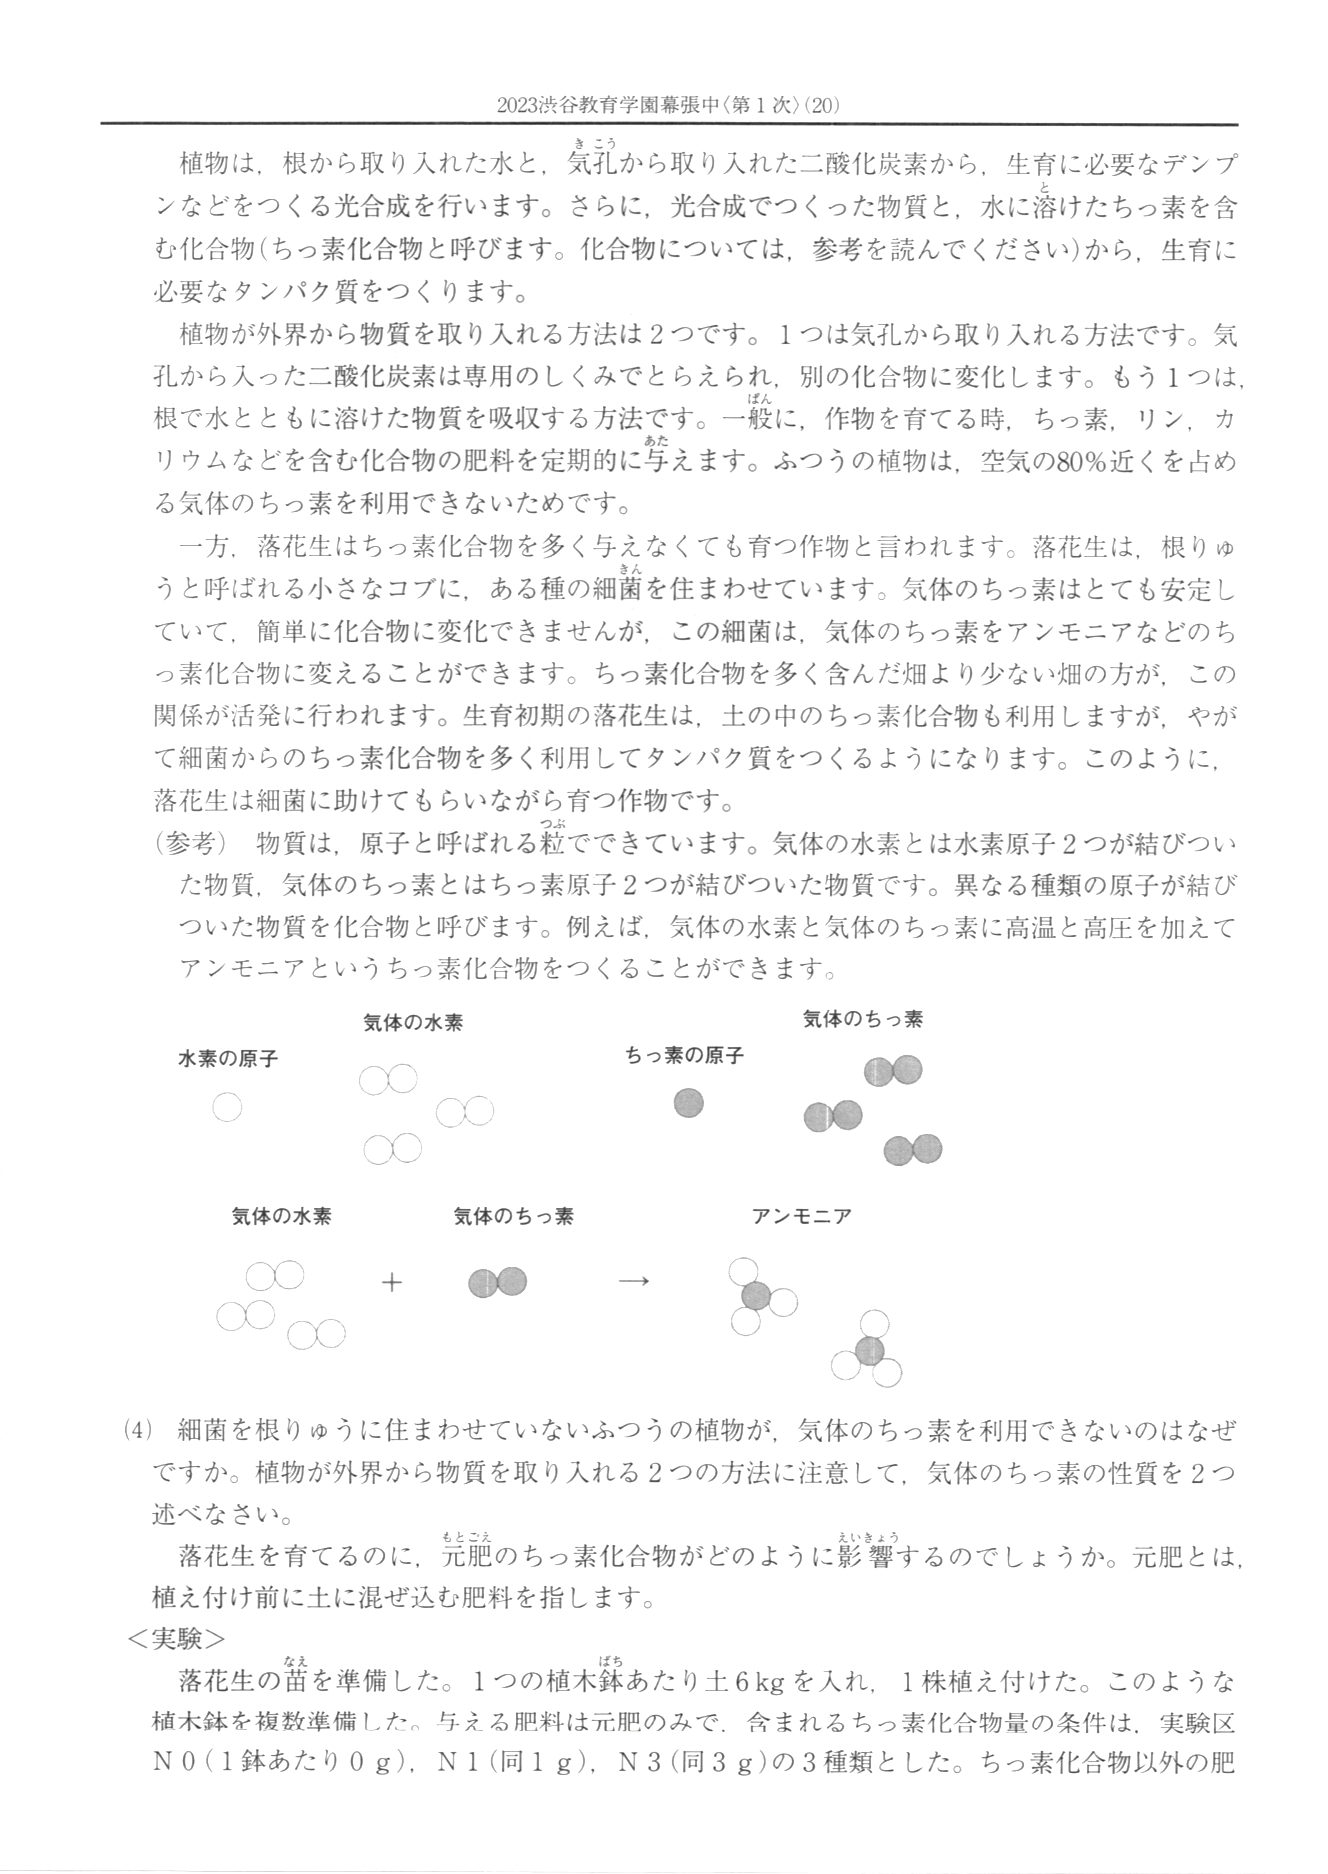 2023渋谷教育学園幕張中〈第1次〉(20)
植物は，根から取り入れた水と，気孔から取り入れた二酸化炭素から，生育に必要なデンプ
ンなどをつくる光合成を行います。さらに，光合成でつくった物質と，水に溶けたちっ素を含
む化合物(ちっ素化合物と呼びます。化合物については，参考を読んでください)から，生育に
必要なタンパク質をつくります。
植物が外界から物質を取り入れる方法は2つです。1つは気孔から取り入れる方法です。気
孔から入った二酸化炭素は専用のしくみでとらえられ，別の化合物に変化します。もう1つは，
根で水とともに溶けた物質を吸収する方法です。一般に，作物を育てる時，ちっ素，リン，カ
リウムなどを含む化合物の肥料を定期的に与えます。ふつうの植物は，空気の80%近くを占め
る気体のちっ素を利用できないためです。
一方，落花生はちっ素化合物を多く与えなくても育つ作物と言われます。落花生は，根りゅ
うと呼ばれる小さなコブに，ある種の細菌を住まわせています。気体のちっ素はとても安定し
ていて，簡単に化合物に変化できませんが，この細菌は，気体のちっ素をアンモニアなどのち
っ素化合物に変えることができます。ちっ素化合物を多く含んだ畑より少ない畑の方が，この
関係が活発に行われます。生育初期の落花生は，土の中のちっ素化合物も利用しますが，やが
て細菌からのちっ素化合物を多く利用してタンパク質をつくるようになります。このように，
落花生は細菌に助けてもらいながら育つ作物です。
(参考)　物質は，原子と呼ばれる粒でできています。気体の水素とは水素原子2つが結びつい
た物質，気体のちっ素とはちっ素原子2つが結びついた物質です。異なる種類の原子が結び
ついた物質を化合物と呼びます。例えば，気体の水素と気体のちっ素に高温と高圧を加えて
アンモニアというちっ素化合物をつくることができます。
気体の水素
気体のちっ素
水素の原子
ちっ素の原子
気体の水素
気体のちっ素
アンモニア
+
→
(4)　細菌を根りゅうに住まわせていないふつうの植物が，気体のちっ素を利用できないのはなぜ
ですか。植物が外界から物質を取り入れる2つの方法に注意して，気体のちっ素の性質を2つ
述べなさい。
落花生を育てるのに，元肥のちっ素化合物がどのように影響するのでしょうか。元肥とは，
植え付け前に土に混ぜ込む肥料を指します。
＜実験＞
落花生の苗を準備した。1つの植木鉢あたり土6kgを入れ，1株植え付けた。このような
植木鉢を複数準備した。与える肥料は元肥のみで，含まれるちっ素化合物量の条件は，実験区
N0(1鉢あたり0g)，N1(同1g)，N3(同3g)の3種類とした。ちっ素化合物以外の肥